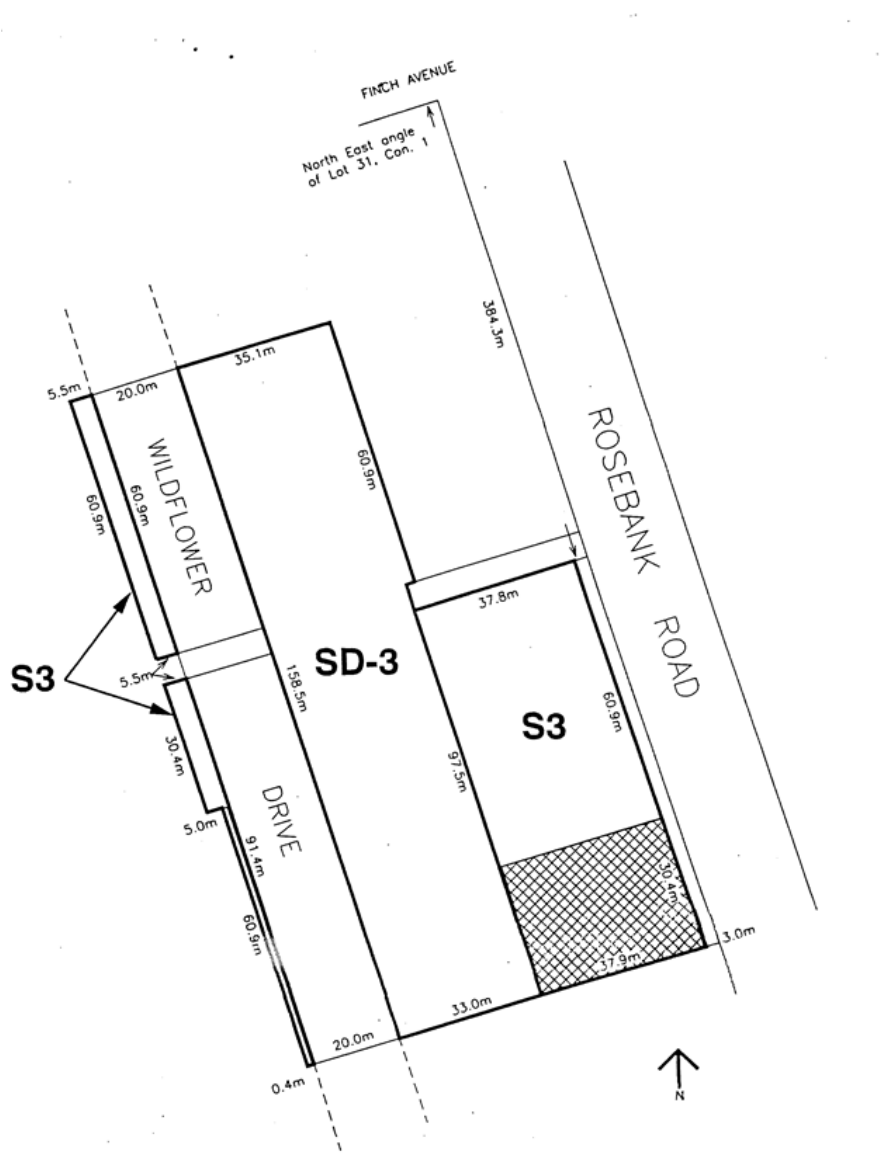 FINCH AVENUE
North East angle
of Lot 31, Con. 1
384.3m
35.1m
5.5m
20.0m
WILDFLOWER
60.9m
60.9m
60.9m
ROSEBANK
ROAD
37.8m
S3
5.5m
SD-3
158.5m
S3
60.9m
30.4m
97.5m
DRIVE
5.0m
91.4m
60.9m
30.4m
37.9m
3.0m
33.0m
20.0m
0.4m
N